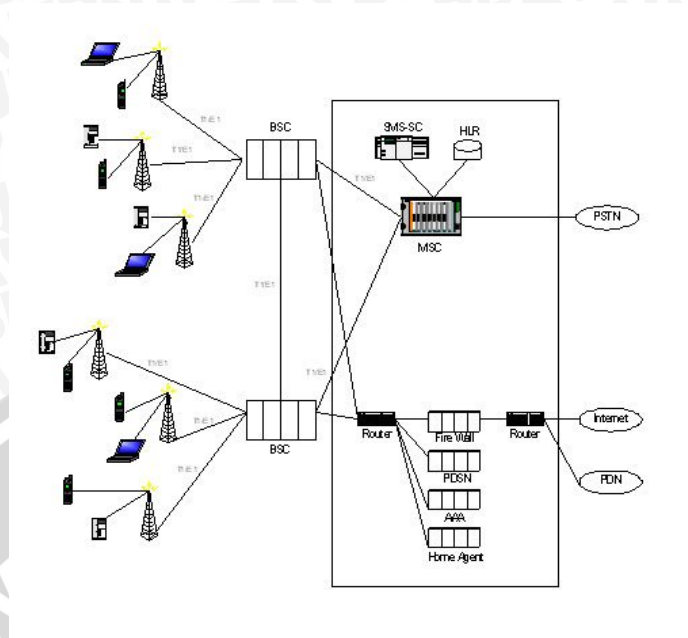 T1/E1
BSC
SMS-SC
HLR
T1/E1
T1/E1
T1/E1
PSTN
MSC
T1/E1
T1/E1
T1/E1
T1/E1
Internet
Router
Fire Wall
Router
BSC
T1/E1
PDSN
PDN
AAA
Home Agent